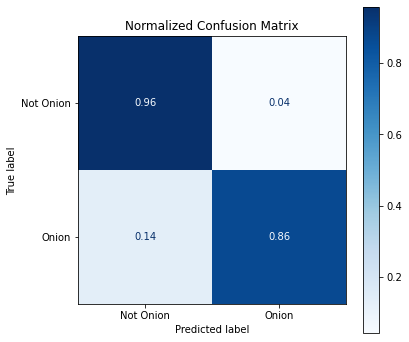 Normalized Confusion Matrix
Not Onion
0.96
0.04
Onion
0.14
0.86
True label
Not Onion
Onion
Predicted label
0.8
0.6
0.4
0.2